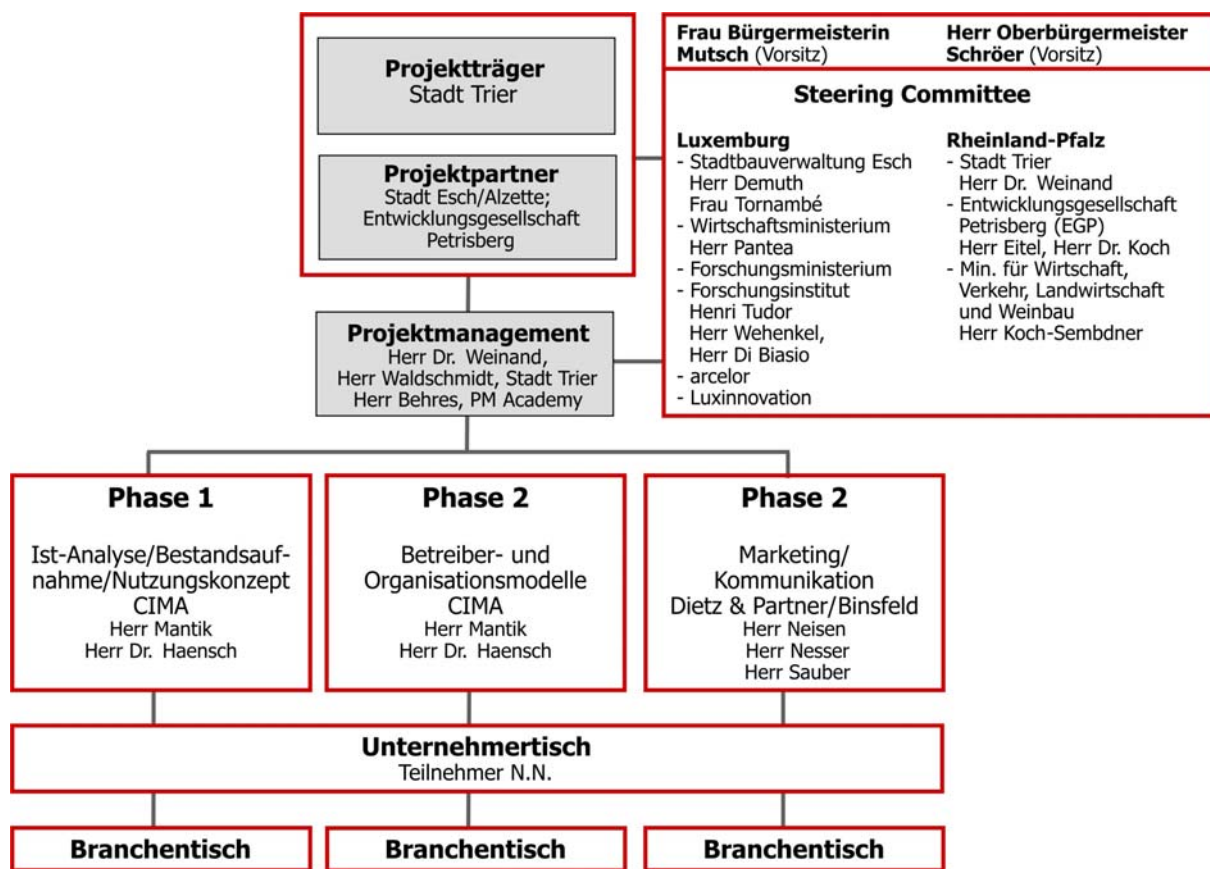 Projektträger
Stadt Trier
Projektpartner
Stadt Esch/Alzette;
Entwicklungsgesellschaft
Petrisberg
Projektmanagement
Herr Dr. Weinand,
Herr Waldschmidt, Stadt Trier
Herr Behres, PM Academy
Frau Bürgermeisterin
Mutsch (Vorsitz)
Herr Oberbürgermeister
Schröer (Vorsitz)
Steering Committee
Luxemburg
- Stadtbauverwaltung Esch
Herr Demuth
Frau Tornambé
- Wirtschaftsministerium
Herr Pantea
- Forschungsministerium
- Forschungsinstitut
Henri Tudor
Herr Wehenkel,
Herr Di Biasio
- arcelor
- Luxinnovation
Rheinland-Pfalz
- Stadt Trier
Herr Dr. Weinand
- Entwicklungsgesellschaft
Petrisberg (EGP)
Herr Eitel, Herr Dr. Koch
- Min. für Wirtschaft,
Verkehr, Landwirtschaft
und Weinbau
Herr Koch-Sembdner
Phase 1
Ist-Analyse/Bestandsauf-
nahme/Nutzungskonzept
CIMA
Herr Mantik
Herr Dr. Haensch
Phase 2
Betreiber- und
Organisationsmodelle
CIMA
Herr Mantik
Herr Dr. Haensch
Phase 2
Marketing/
Kommunikation
Dietz & Partner/Binsfeld
Herr Neisen
Herr Nesser
Herr Sauber
Unternehmertisch
Teilnehmer N.N.
Branchentisch
Branchentisch
Branchentisch